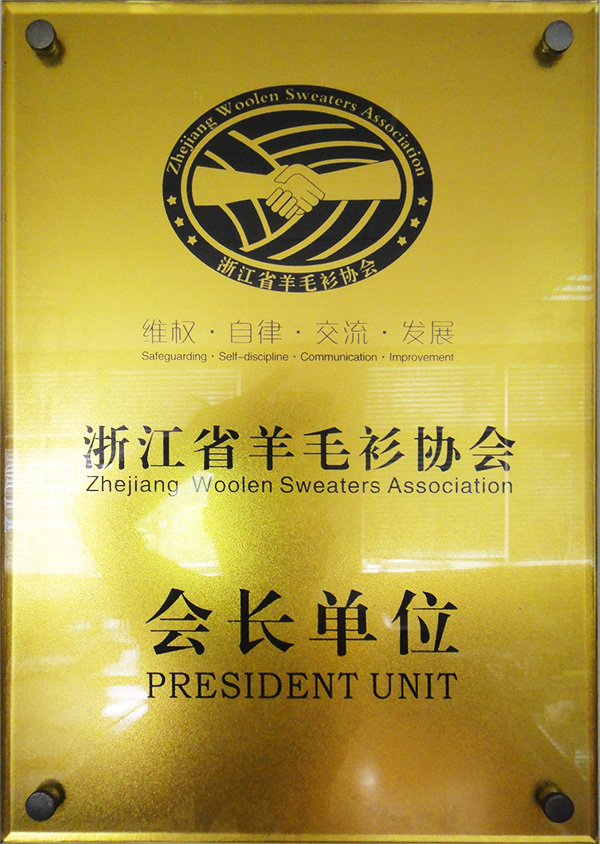 Zhejiang Woolen Sweaters Association
浙江省羊毛衫协会
维权·自律·交流·发展
Safeguarding·Self-discipline·Communication·Improvement
浙江省羊毛衫协会
Zhejiang Woolen Sweaters Association
会长单位
PRESIDENT UNIT